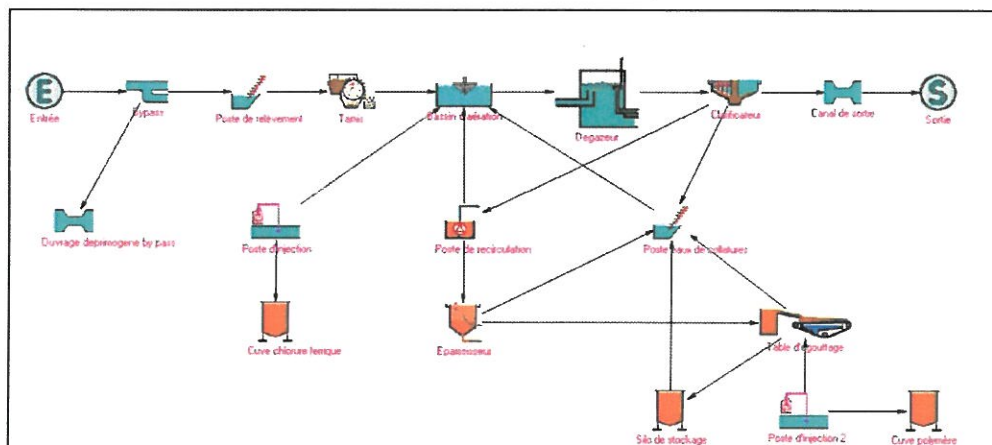 E
S
Entrée
Bypass
Poste de relèvement
Tamis
Bassin d'aération
Dégazeur
Clarificateur
Canal de sortie
Sortie
Ouvrage deprimogene by pass
Poste d'injection
Poste de recirculation
Poste eaux de collatures
Cuve chlorure ferrique
Epaississeur
Table d'égouttage
Silo de stockage
Poste d'injection 2
Cuve polymère